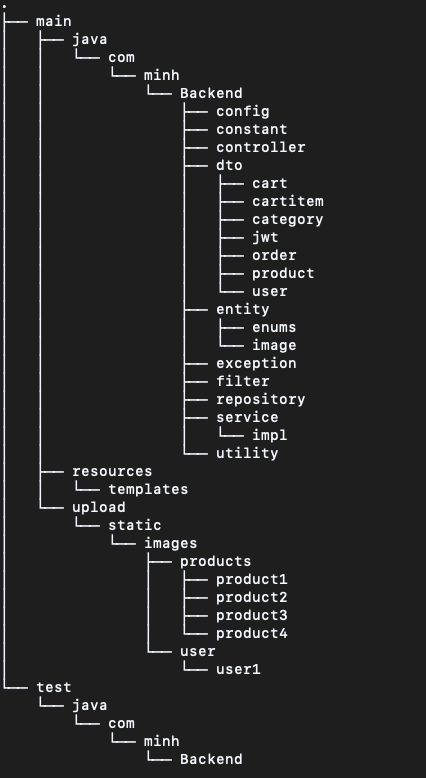 .
├── main
│   ├── java
│   │   └── com
│   │       └── minh
│   │           └── Backend
│   │               ├── config
│   │               ├── constant
│   │               ├── controller
│   │               ├── dto
│   │               │   ├── cart
│   │               │   ├── cartitem
│   │               │   ├── category
│   │               │   ├── jwt
│   │               │   ├── order
│   │               │   ├── product
│   │               │   └── user
│   │               ├── entity
│   │               │   ├── enums
│   │               │   └── image
│   │               ├── exception
│   │               ├── filter
│   │               ├── repository
│   │               ├── service
│   │               │   └── impl
│   │               └── utility
│   ├── resources
│   │   └── templates
│   └── upload
│       └── static
│           └── images
│               ├── products
│               │   ├── product1
│               │   ├── product2
│               │   ├── product3
│               │   └── product4
│               └── user
│                   └── user1
└── test
    └── java
        └── com
            └── minh
                └── Backend